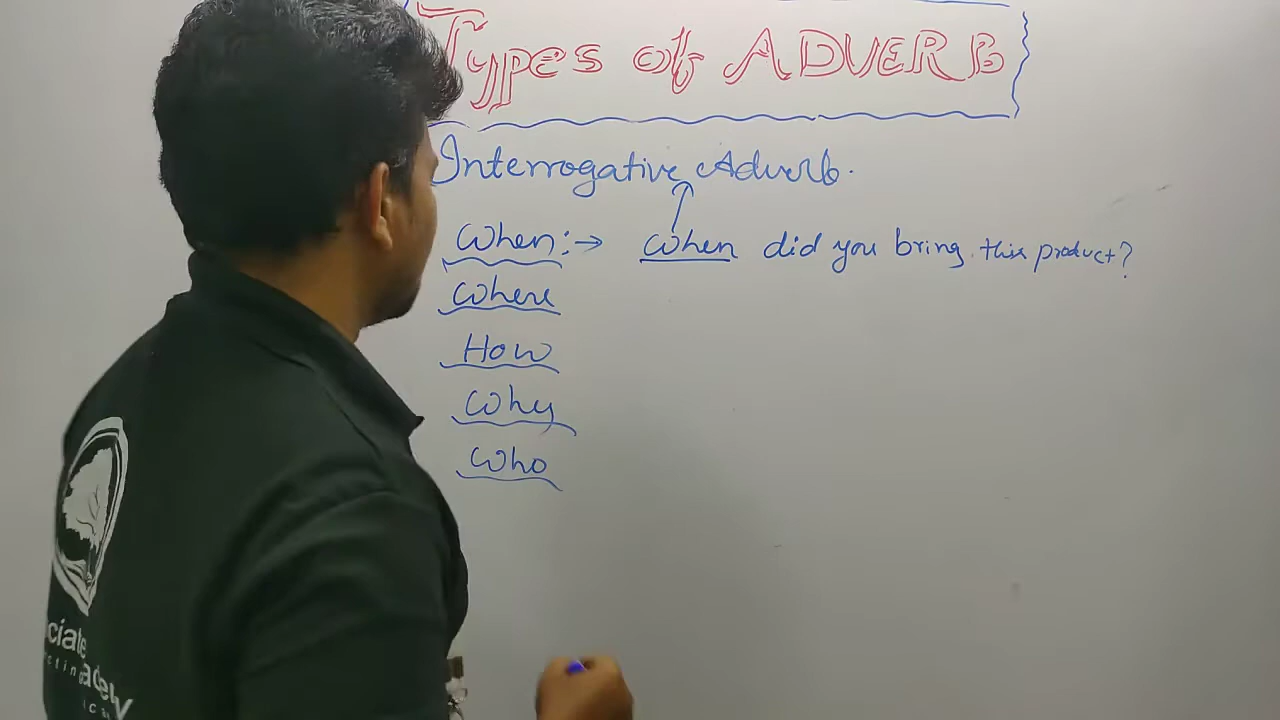 Types of ADVERB
Interrogative Adverb.
When :→ When did you bring this product?
Where
How
Why
Who